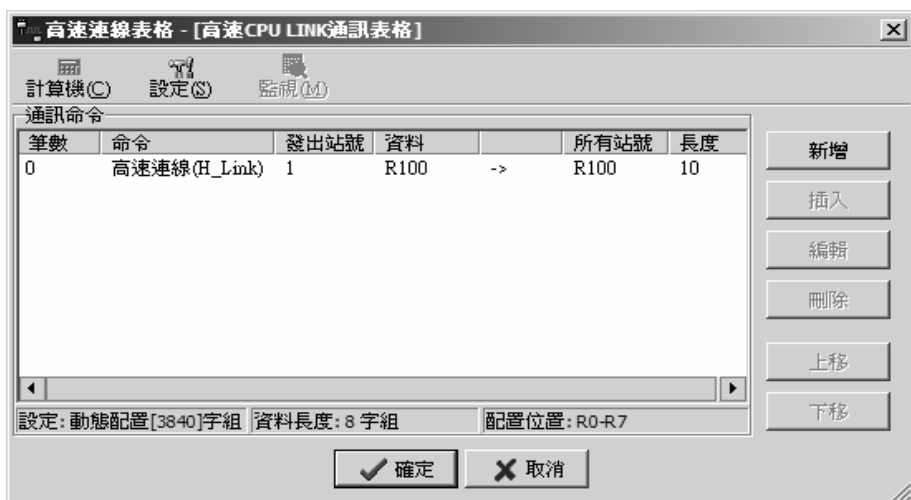 高速連線表格 - [高速CPU LINK通訊表格]
計算機(C) 設定(S) 監視(M)
通訊命令
筆數 命令 發出站號 資料 所有站號 長度
0 高速連線(H_Link) 1 R100 -> R100 10
新增
插入
編輯
刪除
上移
下移
設定:動態配置[3840]字組 資料長度:8 字組 配置位置:R0-R7
確定 取消